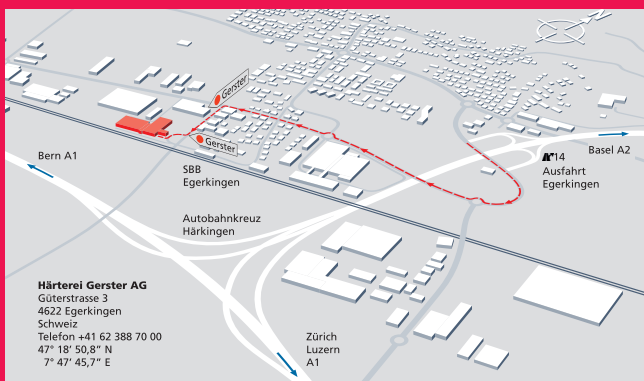 Gerster
Gerster
Bern A1
SBB
Egerkingen
Basel A2
14
Ausfahrt
Egerkingen
Autobahnkreuz
Härkingen
Härterei Gerster AG
Güterstrasse 3
4622 Egerkingen
Schweiz
Telefon +41 62 388 70 00
47° 18' 50,8" N
7° 47' 45,7" E
Zürich
Luzern
A1